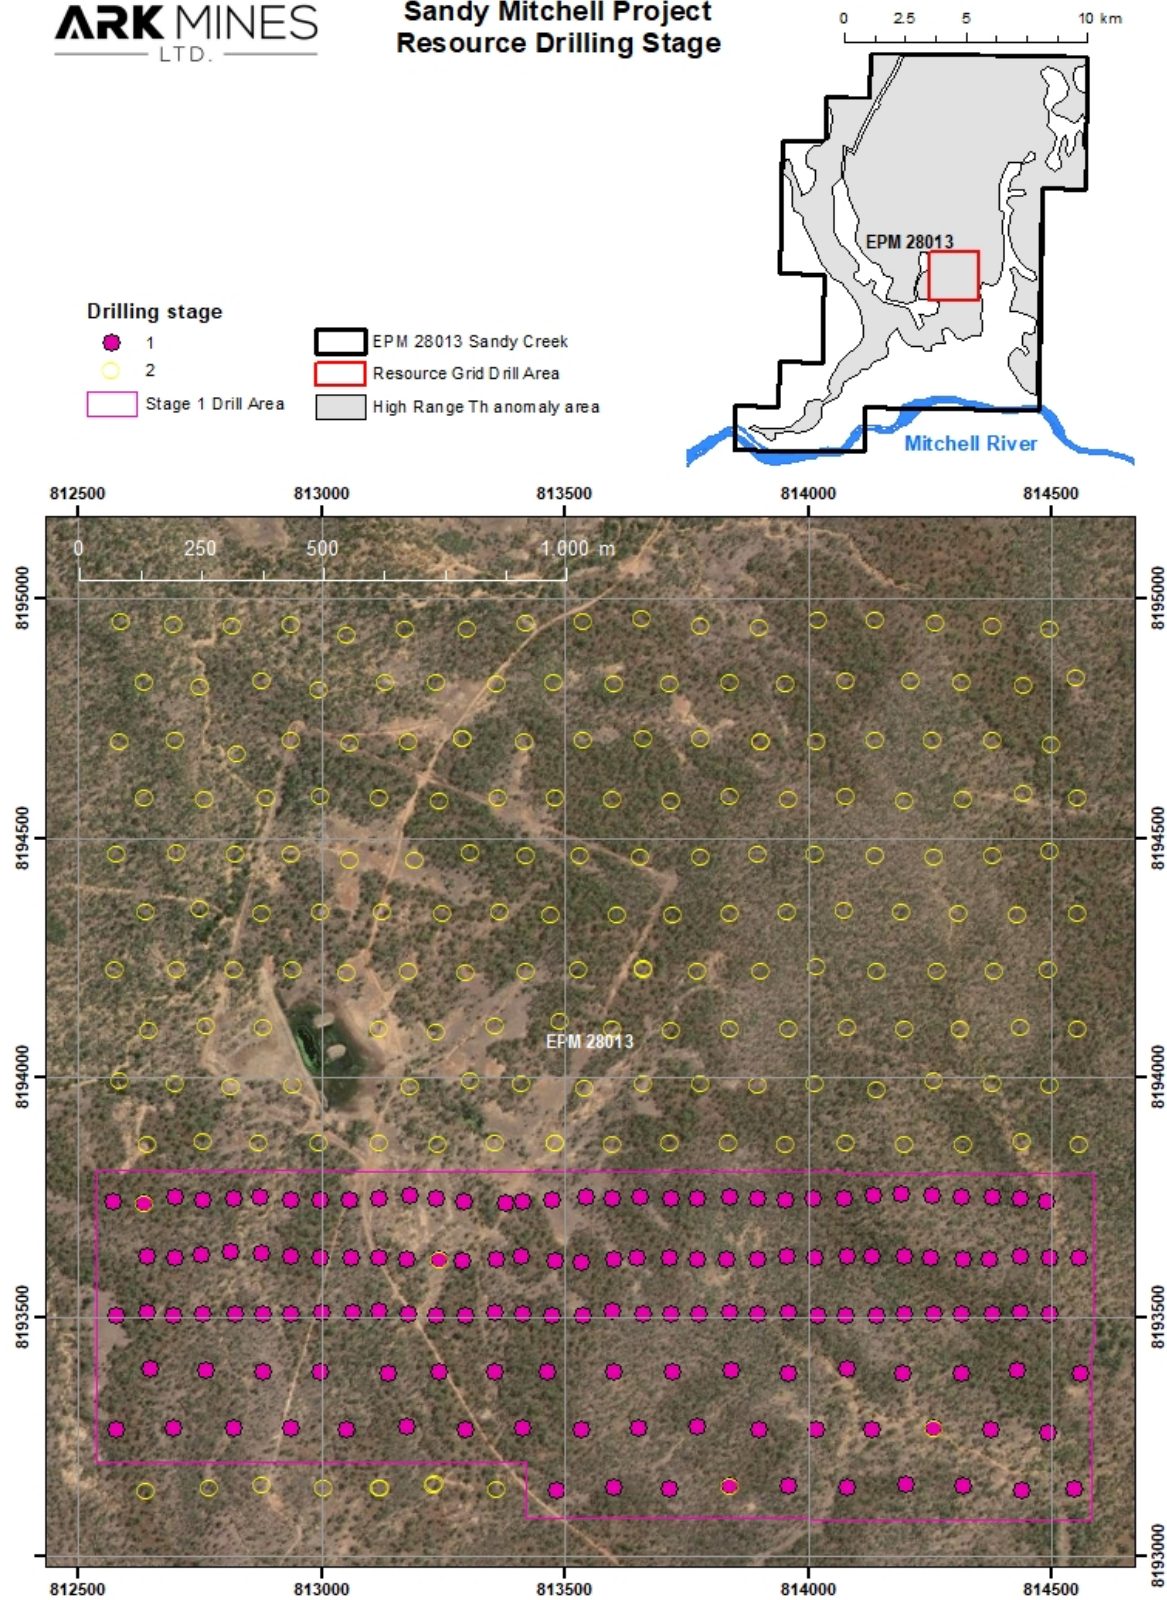 ARK MINES
LTD.
Sandy Mitchell Project
Resource Drilling Stage
0 2.5 5 10 km
EPM 28013
Mitchell River
Drilling stage
1
2
Stage 1 Drill Area
EPM 28013 Sandy Creek
Resource Grid Drill Area
High Range Th anomaly area
812500 813000 813500 814000 814500
0 250 500 1,000 m
8195000 8195000
8194500 8194500
EPM 28013
8194000 8194000
8193500 8193500
8193000 8193000
812500 813000 813500 814000 814500